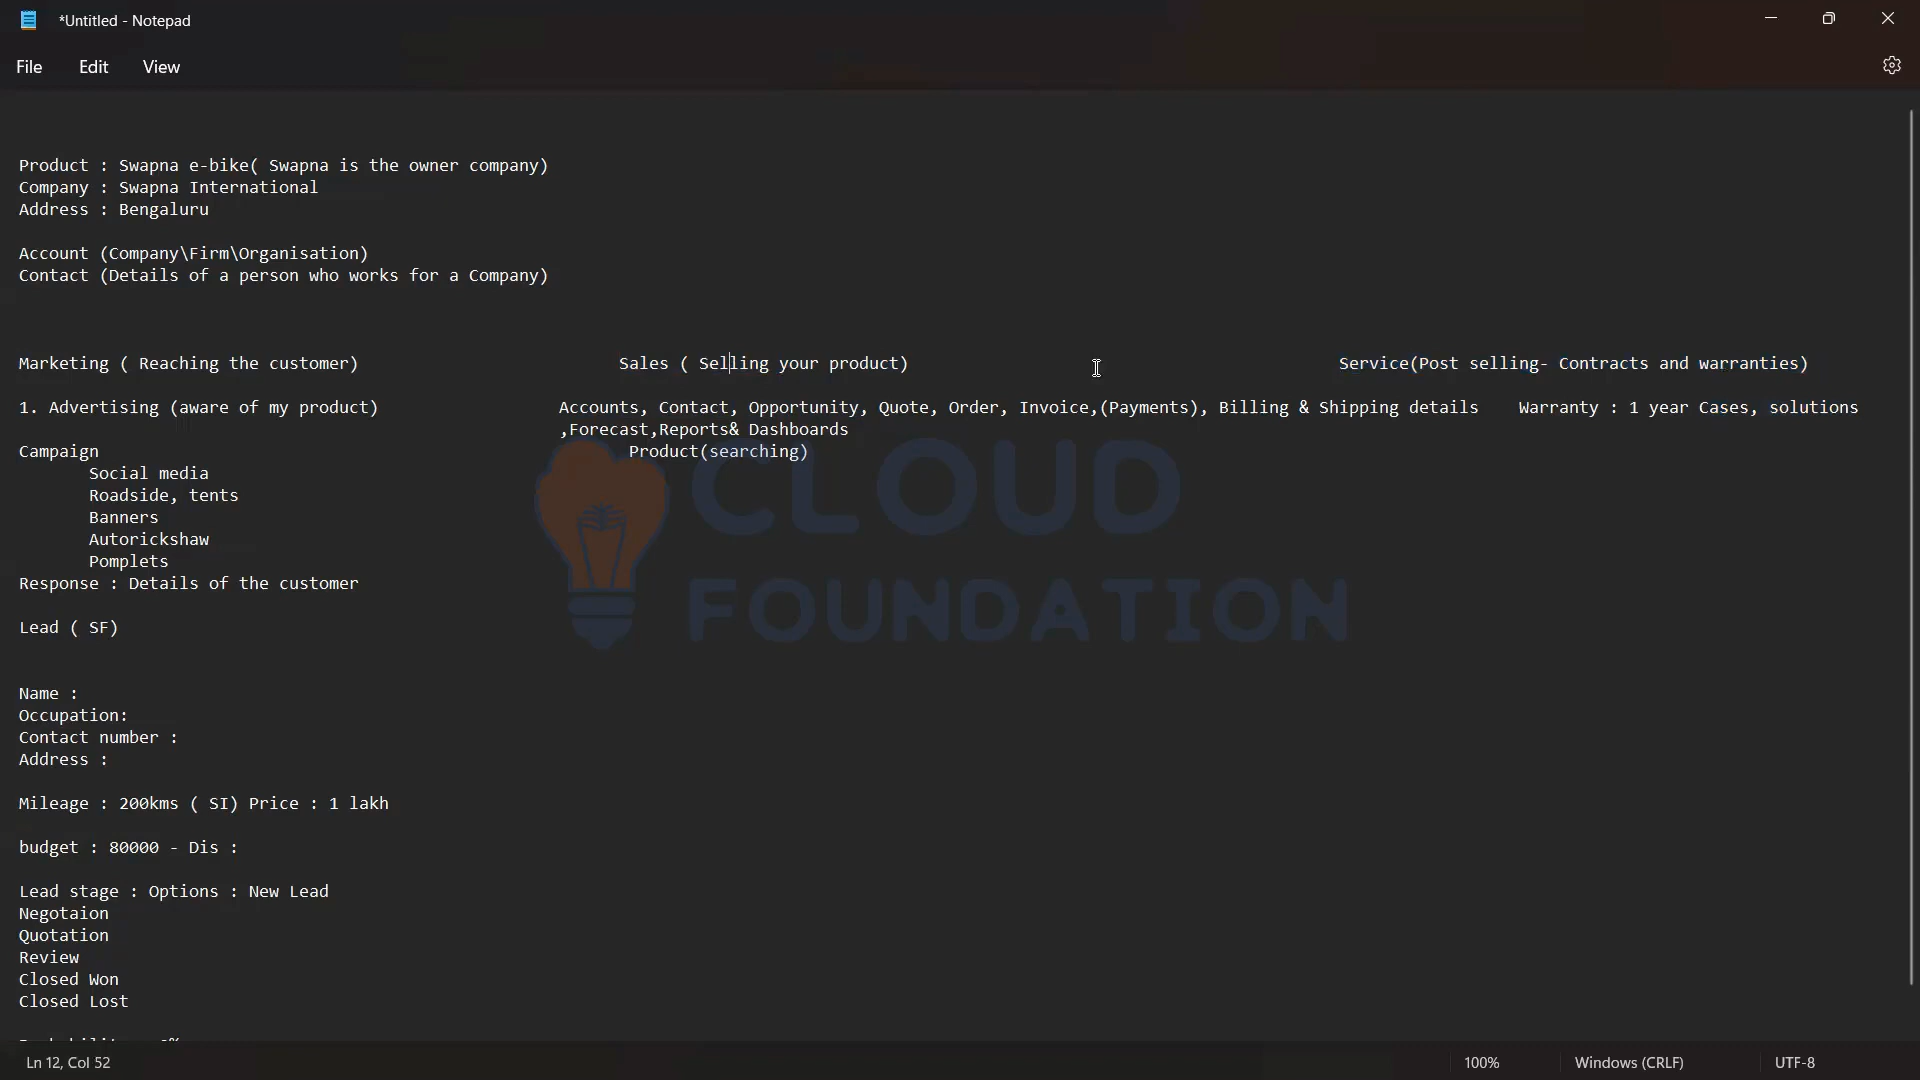 *Untitled - Notepad
File Edit View
Product : Swapna e-bike( Swapna is the owner company)
Company : Swapna International
Address : Bengaluru
Account (Company\Firm\Organisation)
Contact (Details of a person who works for a Company)
Marketing ( Reaching the customer) Sales ( Selling your product) Service(Post selling- Contracts and warranties)
1. Advertising (aware of my product) Accounts, Contact, Opportunity, Quote, Order, Invoice,(Payments), Billing & Shipping details Warranty : 1 year Cases, solutions
,Forecast,Reports& Dashboards
Campaign Product(searching)
Social media
Roadside, tents
Banners
Autorickshaw
Pomplets
Response : Details of the customer
Lead ( SF)
CLOUD
FOUNDATION
Name :
Occupation:
Contact number :
Address :
Mileage : 200kms ( SI) Price : 1 lakh
budget : 80000 - Dis :
Lead stage : Options : New Lead
Negotaion
Quotation
Review
Closed Won
Closed Lost
Ln 12, Col 52 100% Windows (CRLF) UTF-8